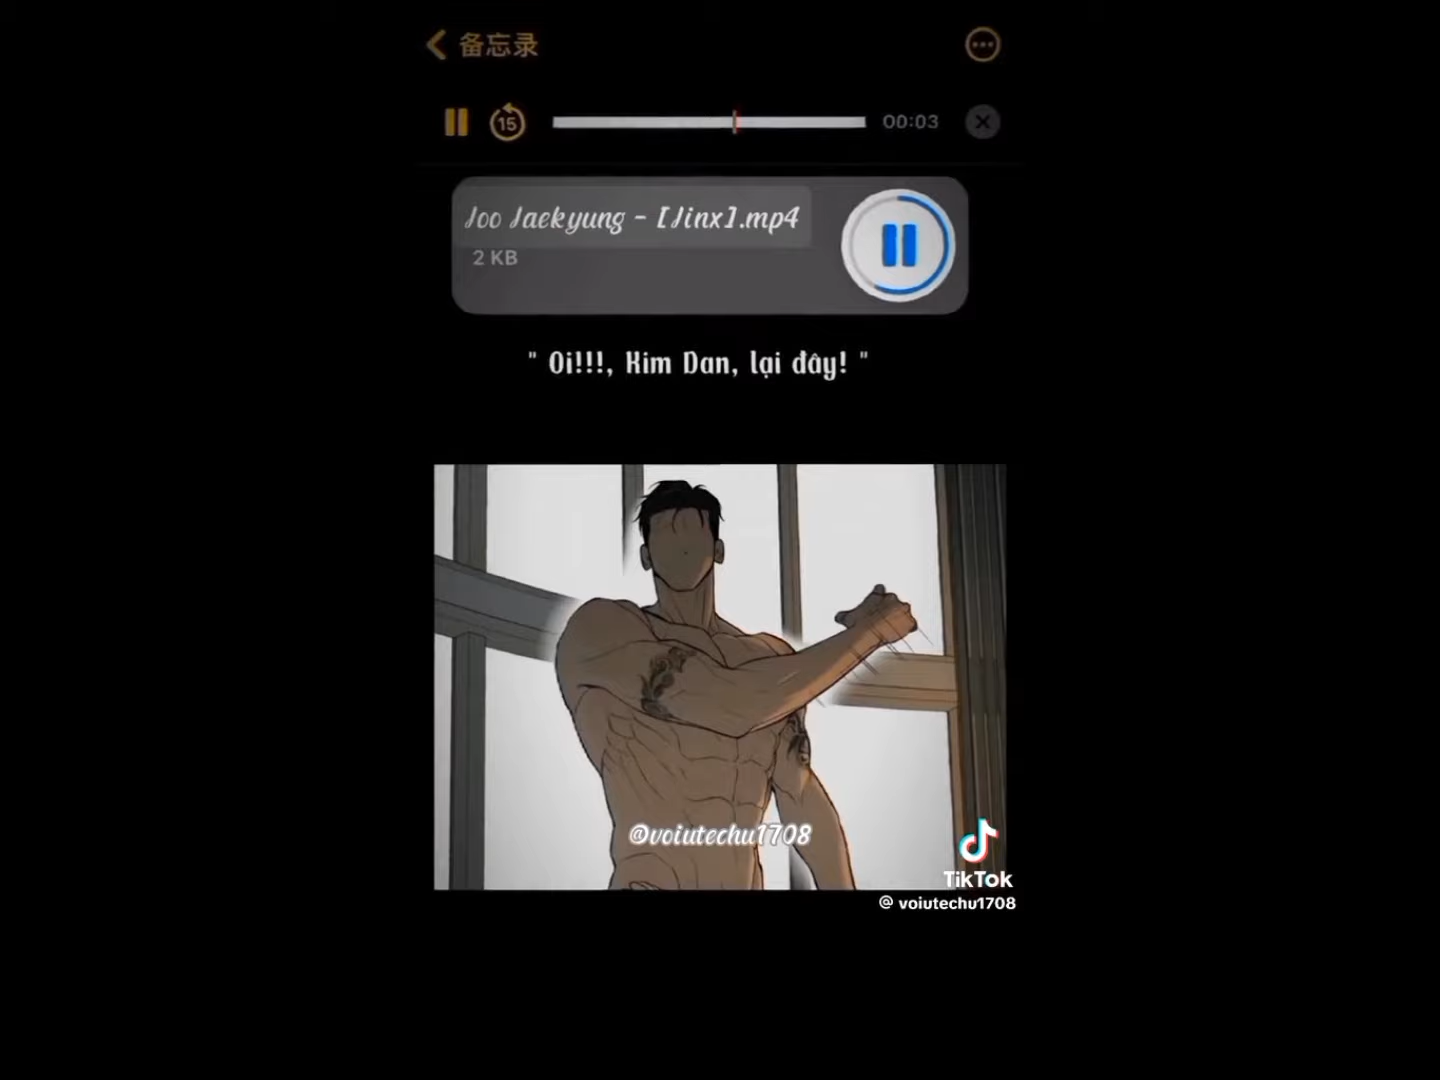 备忘录
15
00:03
Joo Jaekyung - [Jinx].mp4
2 KB
" Oi!!!, Kim Dan, lại đây! "
@voiutechu1708
TikTok
@ voiutechu1708